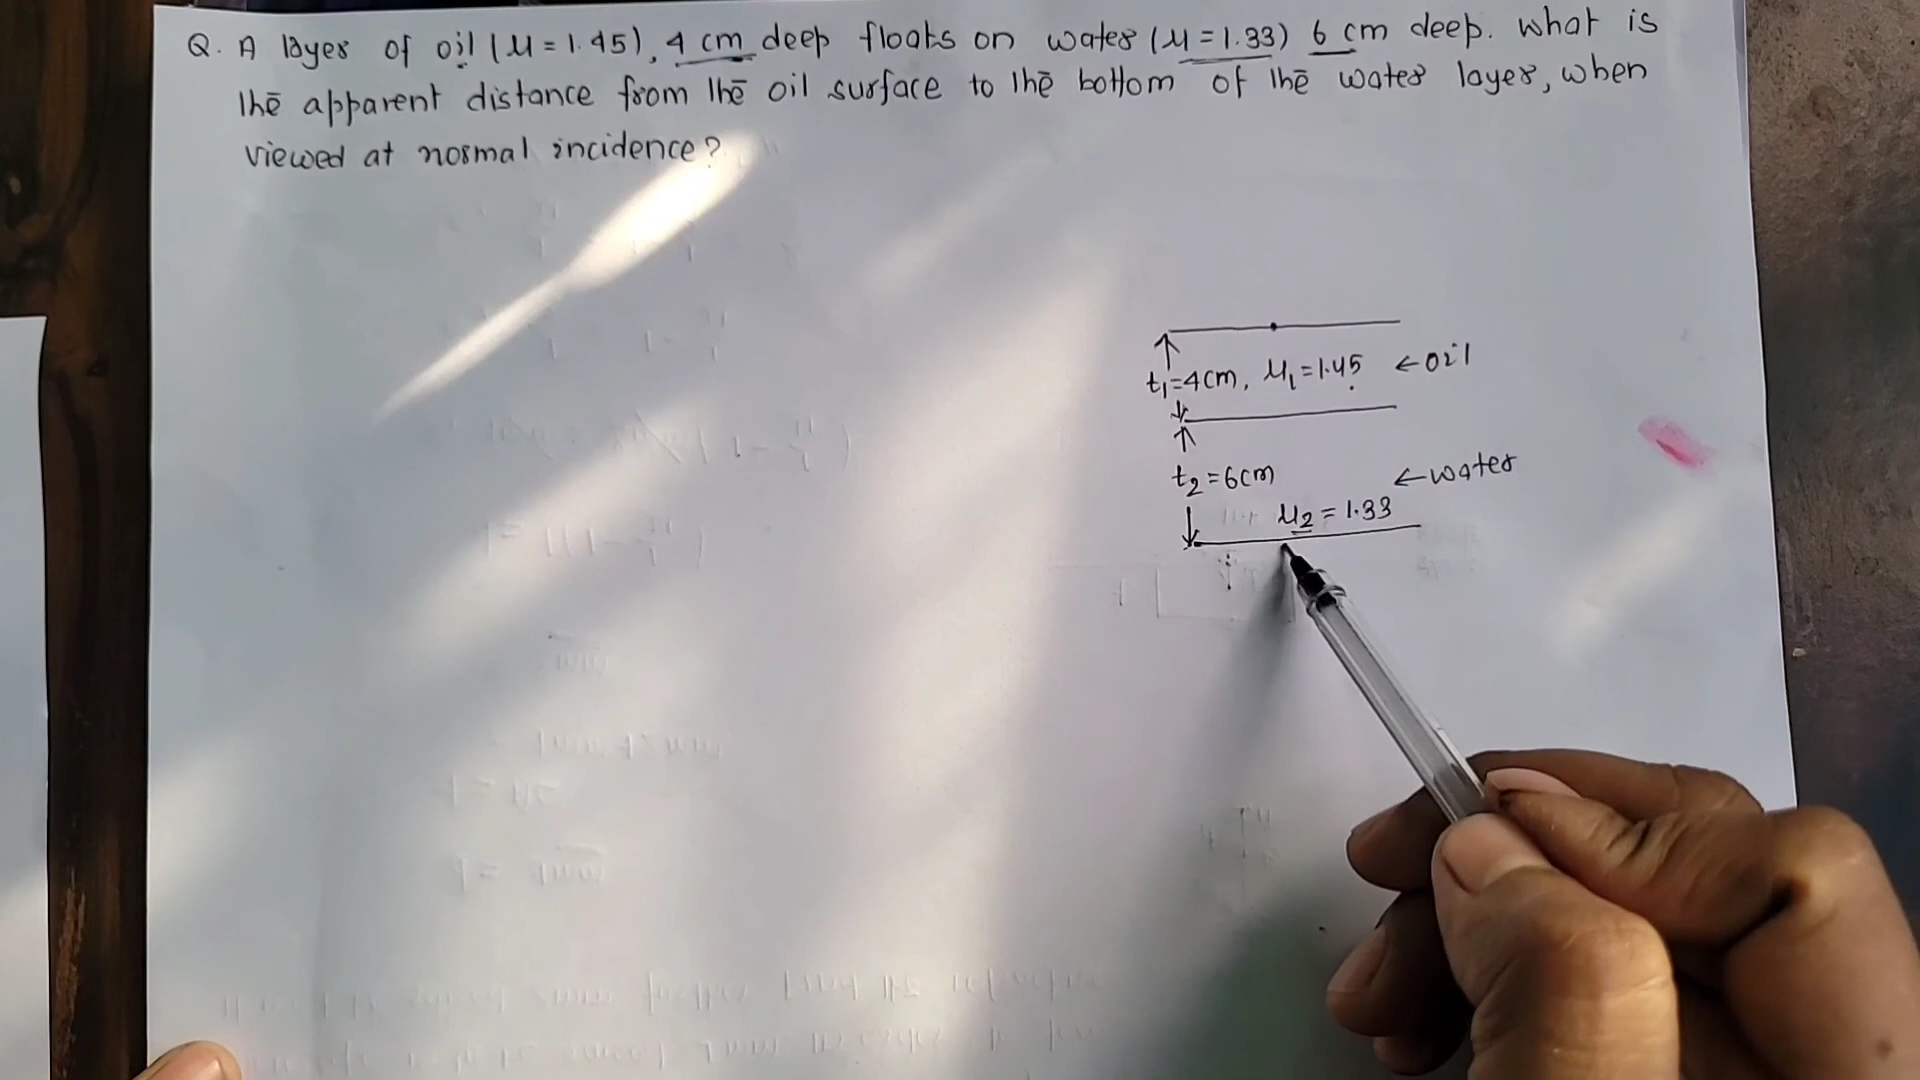 Q. A layer of oil (μ = 1.45), 4 cm deep floats on water (μ = 1.33) 6 cm deep. what is
the apparent distance from the oil surface to the bottom of the water layer, when
viewed at normal incidence?
t₁=4cm, μ₁=1.45 ←oil
t₂=6cm ←water
μ₂ = 1.33